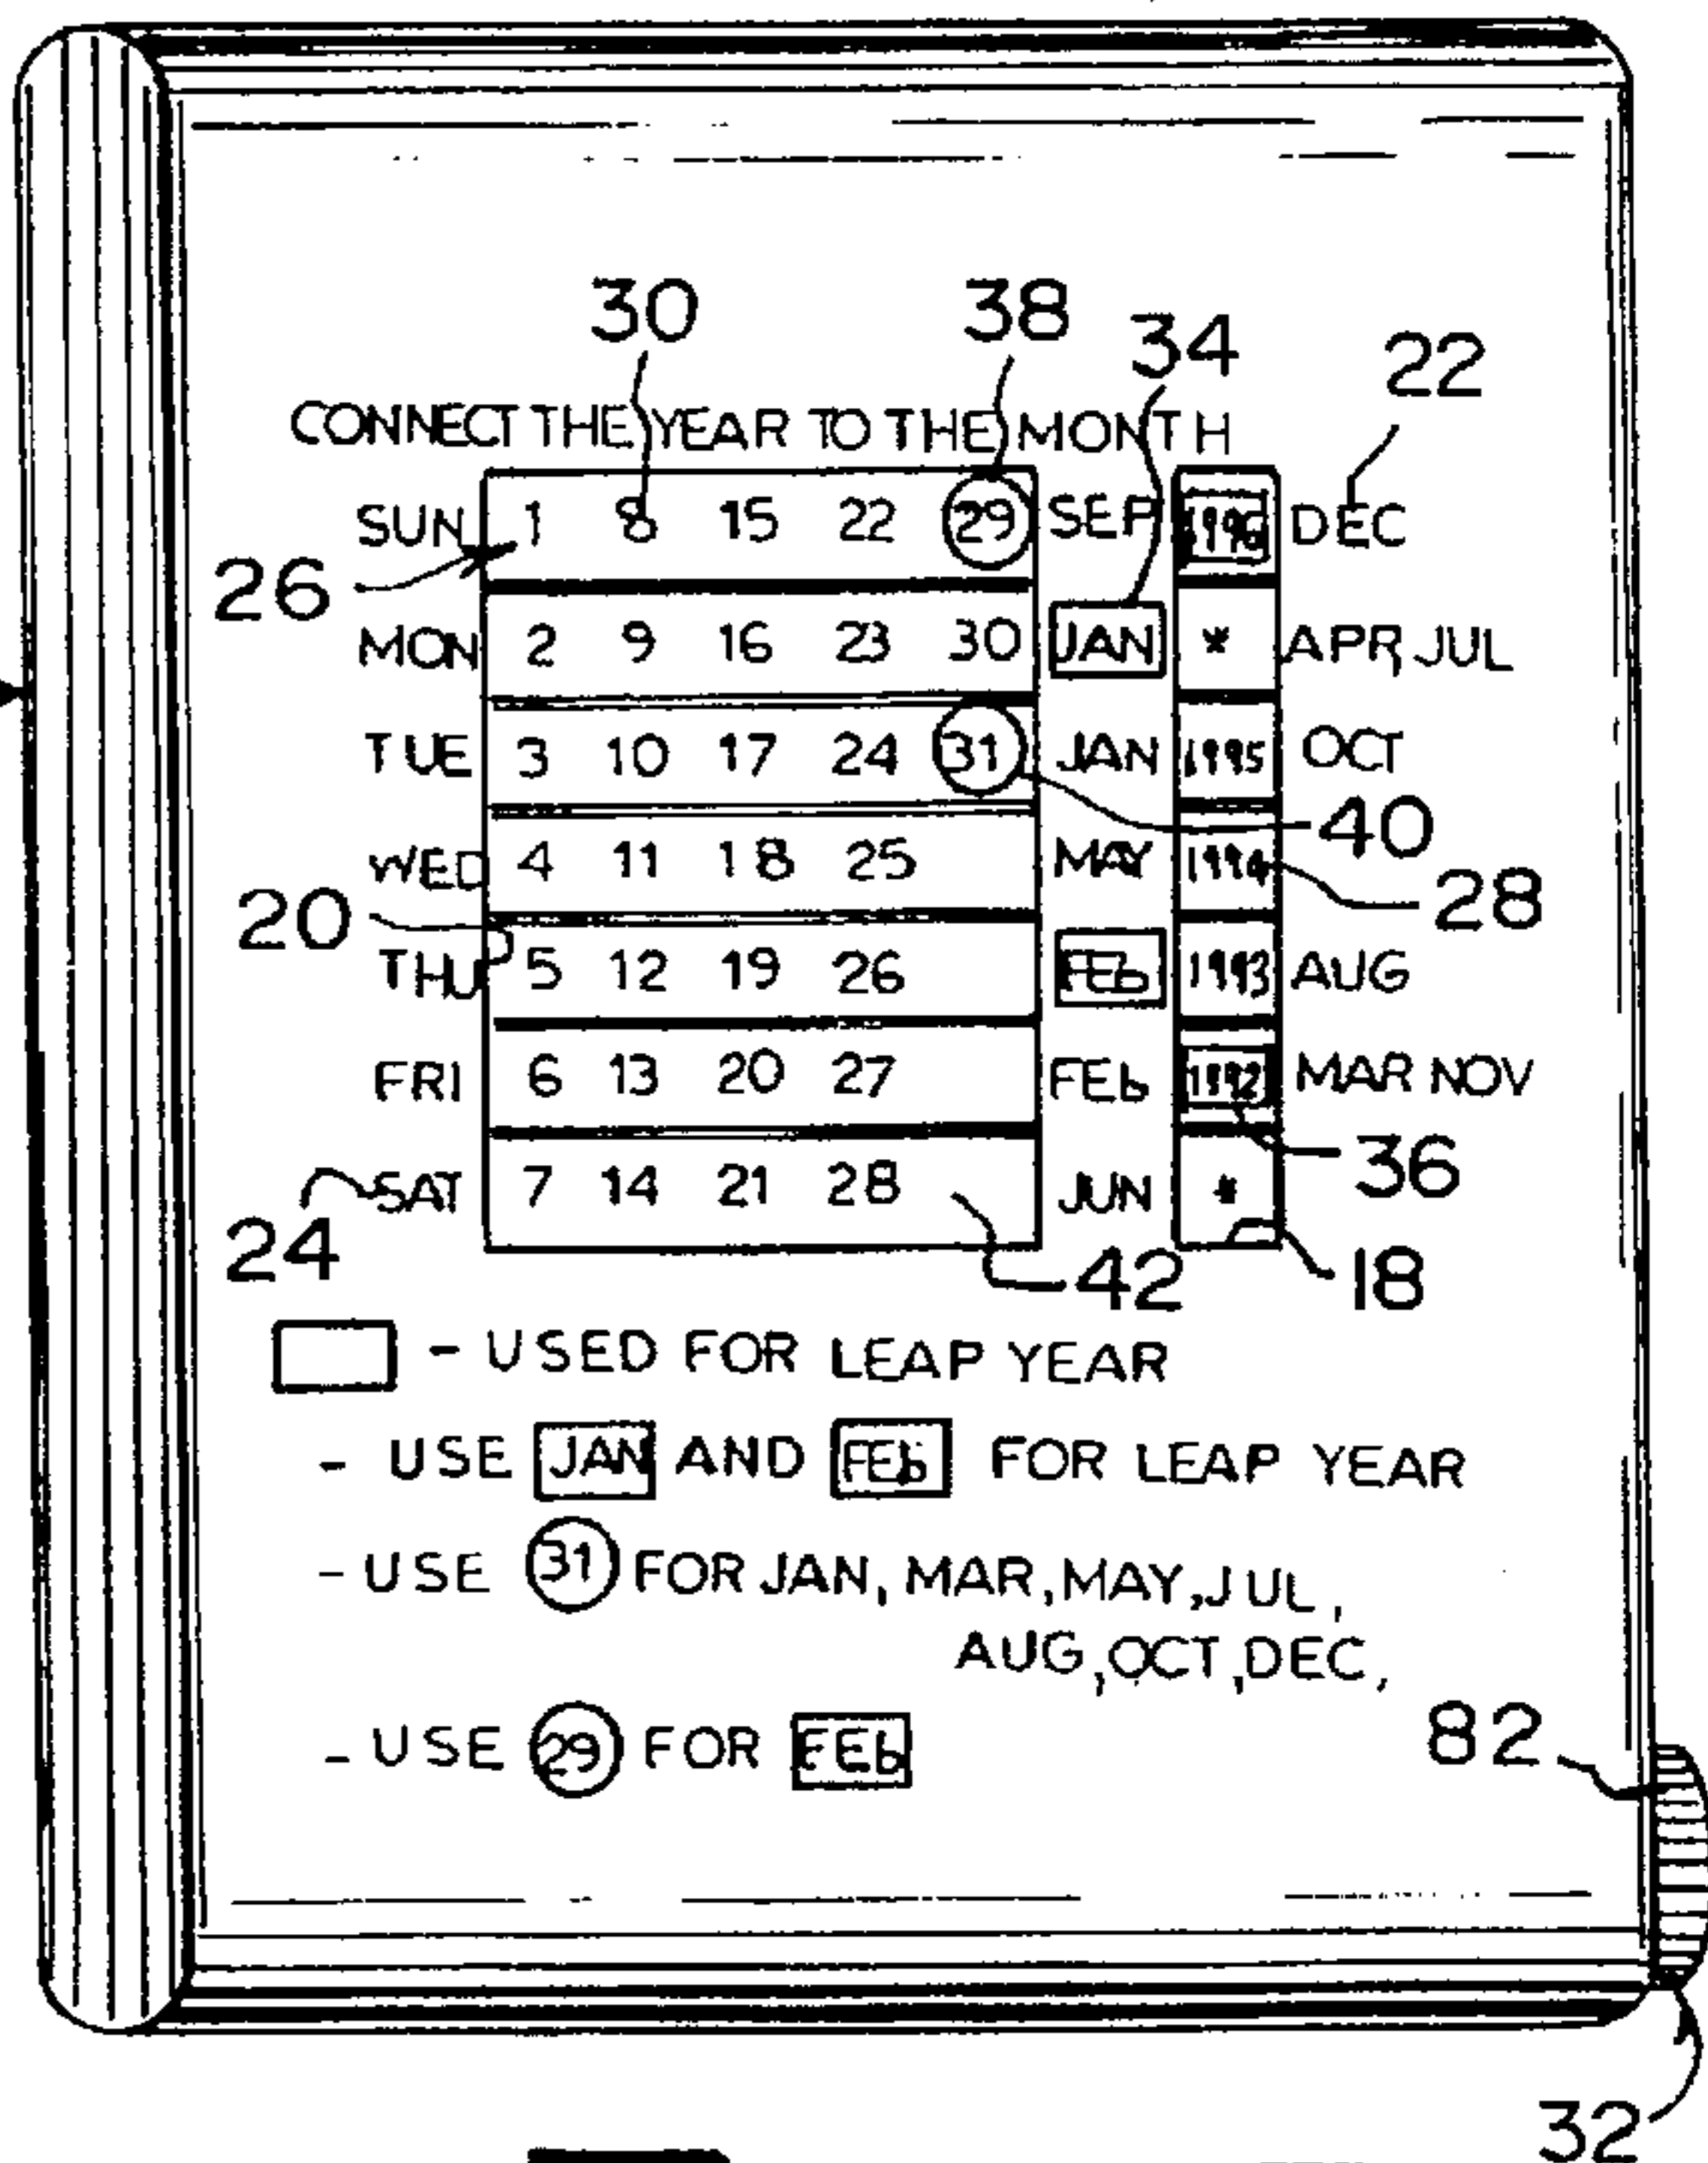 30 38 34 22
CONNECT THE YEAR TO THE MONTH
SUN 1 8 15 22 29 SEP 1996 DEC
26
MON 2 9 16 23 30 JAN * APR, JUL
TUE 3 10 17 24 31 JAN 1995 OCT
40
WED 4 11 18 25 MAY 1994
28
20
THU 5 12 19 26 FEb 1993 AUG
FRI 6 13 20 27 FEb 1992 MAR NOV
36
SAT 7 14 21 28 JUN *
24 42 18
- USED FOR LEAP YEAR
- USE JAN AND FEb FOR LEAP YEAR
- USE 31 FOR JAN, MAR, MAY, JUL,
AUG, OCT, DEC,
- USE 29 FOR FEb
82
32